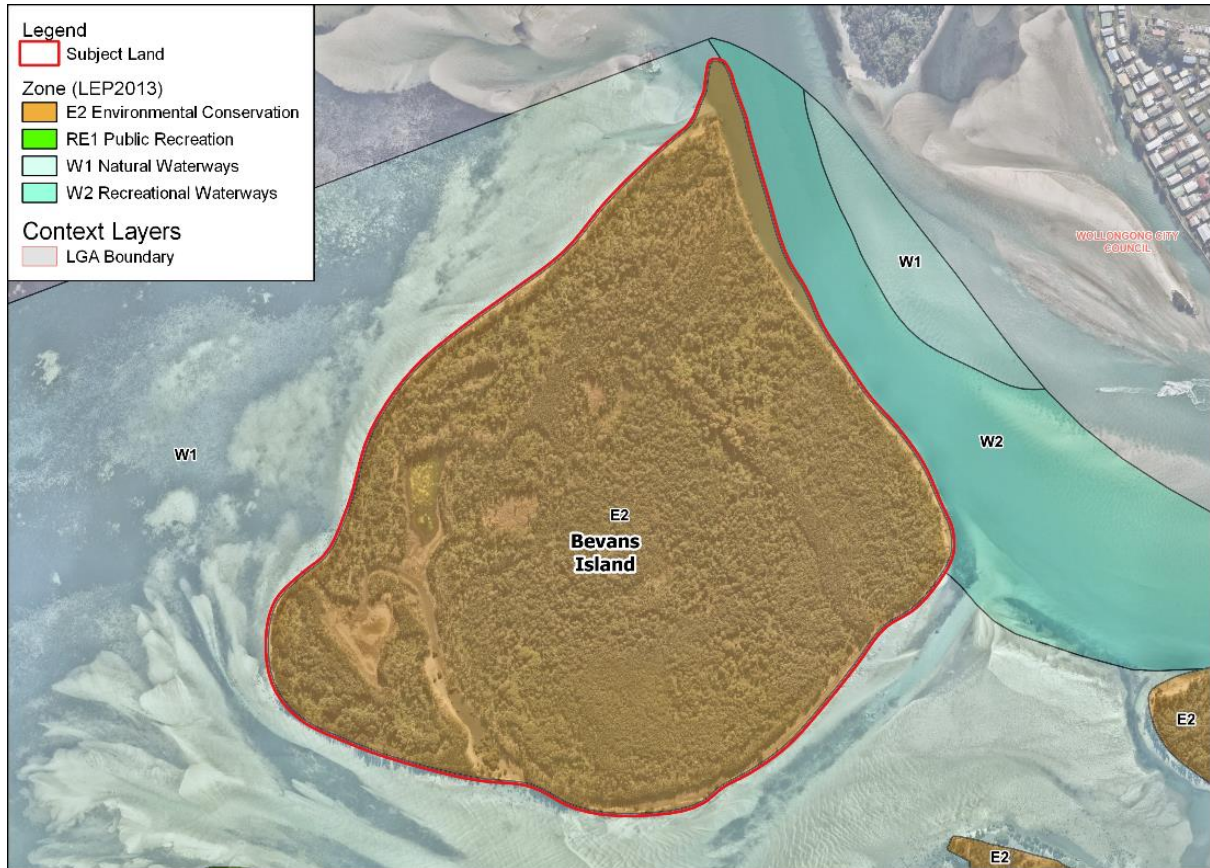 Legend
Subject Land
Zone (LEP2013)
E2 Environmental Conservation
RE1 Public Recreation
W1 Natural Waterways
W2 Recreational Waterways
Context Layers
LGA Boundary
WOLLONGONG CITY
COUNCIL
W1
W2
W1
E2
Bevans
Island
E2
E2